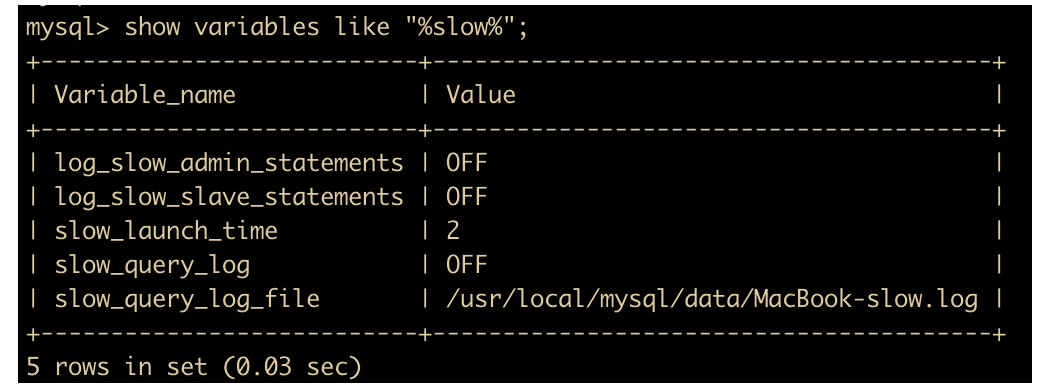 mysql> show variables like "%slow%";
+---------------------------+----------------------------------------+
| Variable_name             | Value                                  |
+---------------------------+----------------------------------------+
| log_slow_admin_statements | OFF                                    |
| log_slow_slave_statements | OFF                                    |
| slow_launch_time          | 2                                      |
| slow_query_log            | OFF                                    |
| slow_query_log_file       | /usr/local/mysql/data/MacBook-slow.log |
+---------------------------+----------------------------------------+
5 rows in set (0.03 sec)